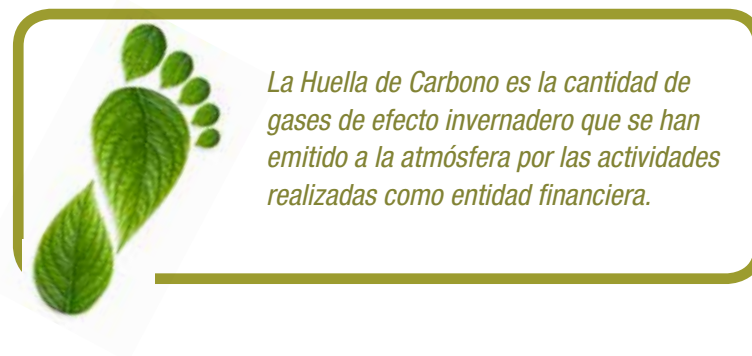 La Huella de Carbono es la cantidad de
gases de efecto invernadero que se han
emitido a la atmósfera por las actividades
realizadas como entidad financiera.